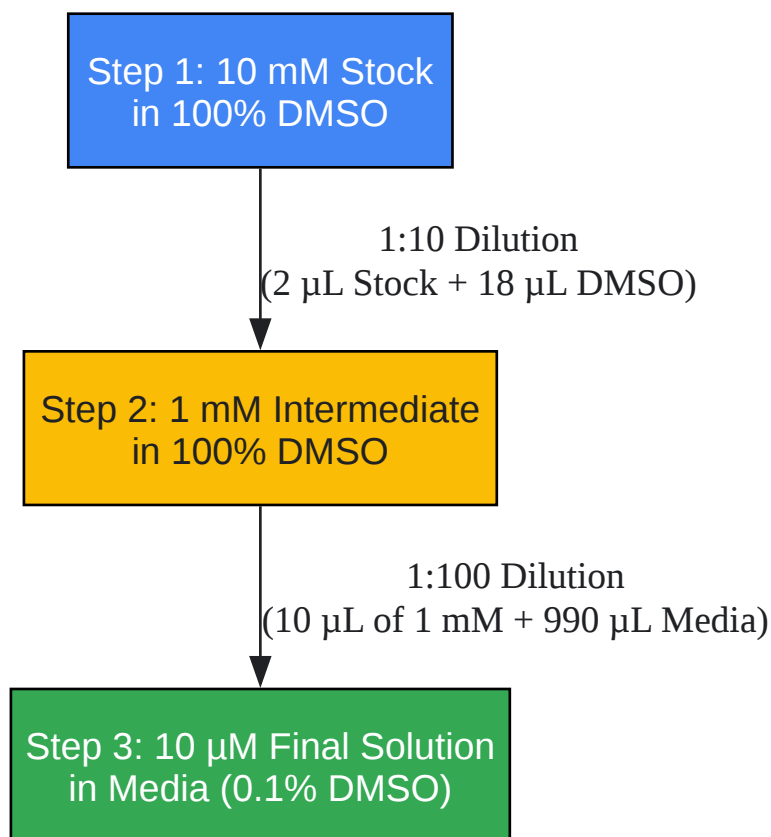 Step 1: 10 mM Stock
in 100% DMSO
1:10 Dilution
(2 µL Stock + 18 µL DMSO)
Step 2: 1 mM Intermediate
in 100% DMSO
1:100 Dilution
(10 µL of 1 mM + 990 µL Media)
Step 3: 10 µM Final Solution
in Media (0.1% DMSO)